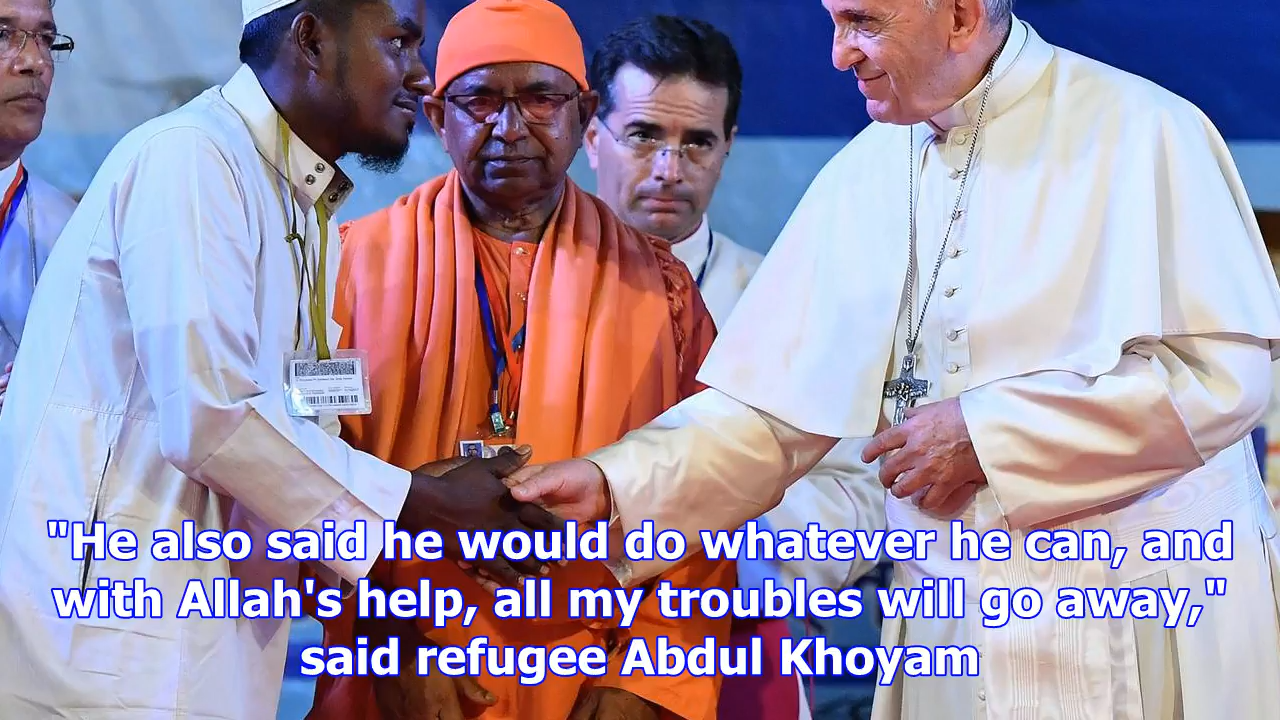 "He also said he would do whatever he can, and
with Allah's help, all my troubles will go away,"
said refugee Abdul Khoyam